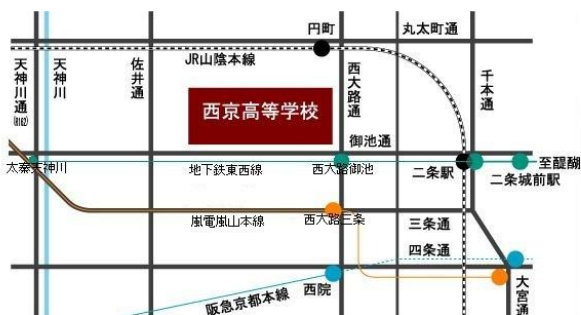 円町
丸太町通
JR山陰本線
天神川通
(R162)
天神川
佐井通
西大路通
千本通
西京高等学校
御池通
太秦天神川
地下鉄東西線
西大路御池
二条駅
至醍醐
二条城前駅
嵐電嵐山本線
西大路三条
三条通
四条通
阪急京都本線
西院
大宮通